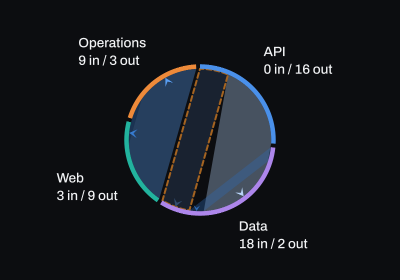 Operations
9 in / 3 out
API
0 in / 16 out
Web
3 in / 9 out
Data
18 in / 2 out